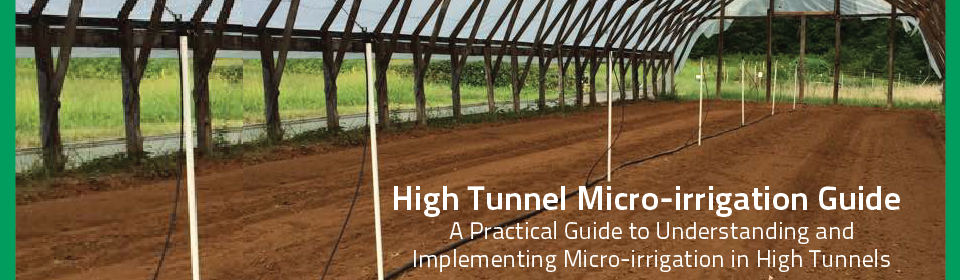 High Tunnel Micro-irrigation Guide
A Practical Guide to Understanding and
Implementing Micro-irrigation in High Tunnels